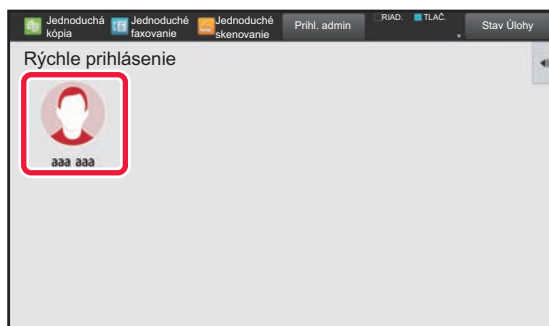 Jednoduchá
kópia
Jednoduché
faxovanie
Jednoduché
skenovanie
Prihl. admin
RIAD.
TLAČ.
Stav Úlohy
Rýchle prihlásenie
aaa aaa